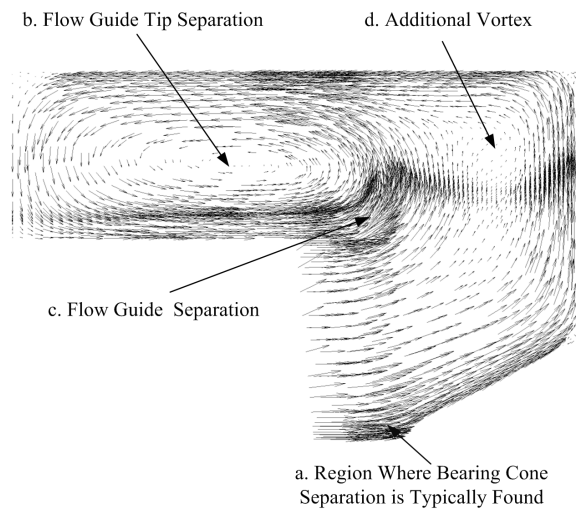 b. Flow Guide Tip Separation
d. Additional Vortex
c. Flow Guide Separation
a. Region Where Bearing Cone
Separation is Typically Found